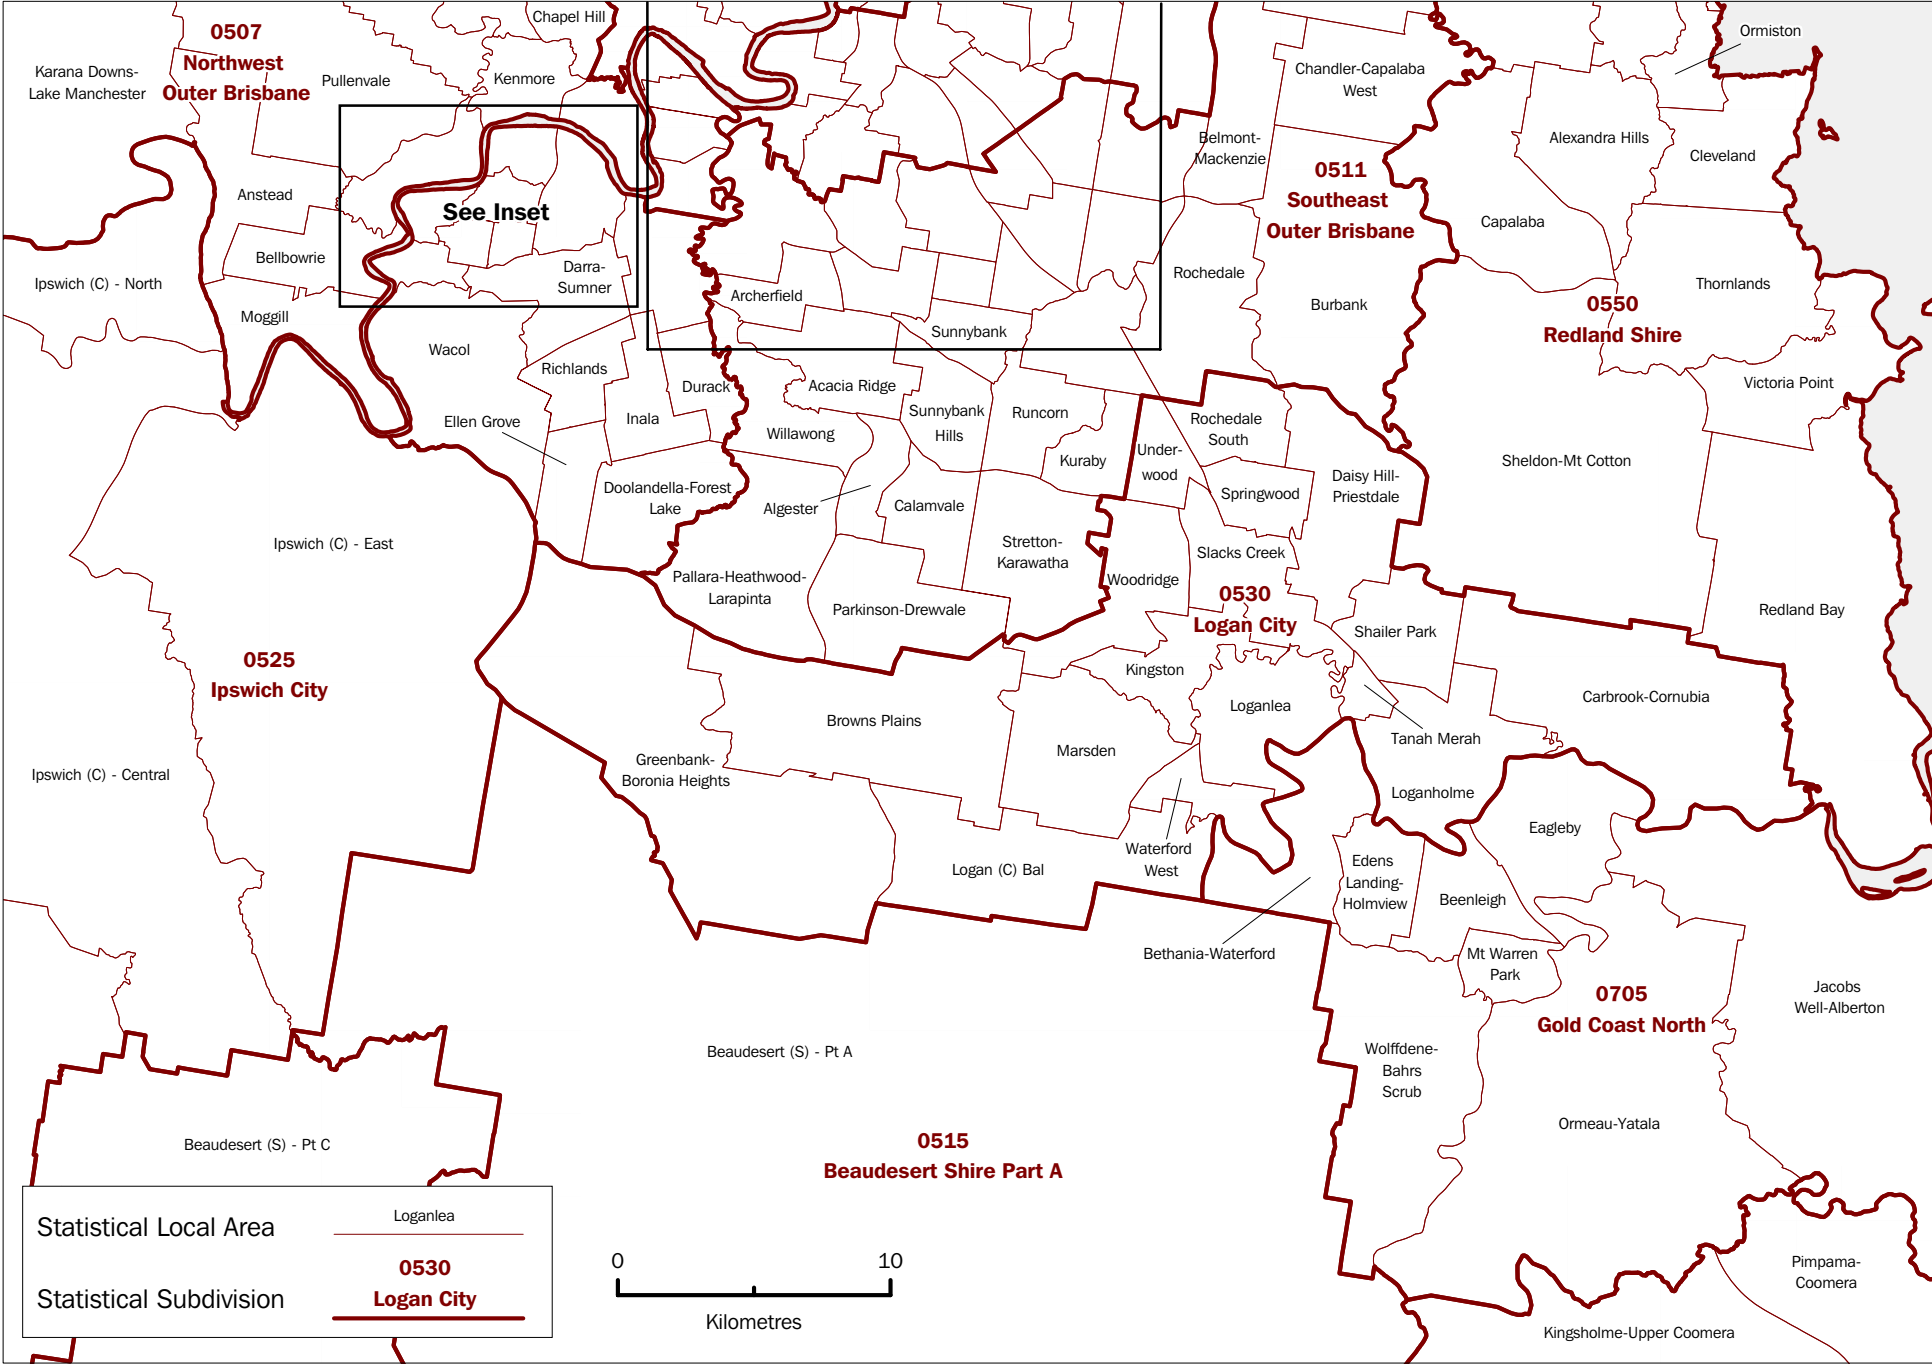 Chapel Hill
0507
Northwest
Outer Brisbane
Karana Downs-
Lake Manchester
Pullenvale
Kenmore
Ormiston
Chandler-Capalaba
West
Belmont-
Mackenzie
Alexandra Hills
Cleveland
0511
Southeast
Outer Brisbane
Anstead
See Inset
Capalaba
Bellbowrie
Darra-
Sumner
Rochedale
Ipswich (C) - North
Archerfield
Burbank
Thornlands
Moggill
0550
Redland Shire
Sunnybank
Wacol
Richlands
Durack
Acacia Ridge
Victoria Point
Ellen Grove
Inala
Sunnybank
Hills
Runcorn
Rochedale
South
Willawong
Under-
wood
Kuraby
Sheldon-Mt Cotton
Doolandella-Forest
Lake
Springwood
Daisy Hill-
Priestdale
Algester
Calamvale
Ipswich (C) - East
Stretton-
Karawatha
Slacks Creek
Pallara-Heathwood-
Larapinta
Woodridge
0530
Logan City
Parkinson-Drewvale
Redland Bay
Shailer Park
0525
Ipswich City
Kingston
Carbrook-Cornubia
Loganlea
Browns Plains
Tanah Merah
Marsden
Greenbank-
Boronia Heights
Ipswich (C) - Central
Loganholme
Eagleby
Waterford
West
Edens
Landing-
Holmview
Logan (C) Bal
Beenleigh
Bethania-Waterford
Mt Warren
Park
0705
Gold Coast North
Jacobs
Well-Alberton
Beaudesert (S) - Pt A
Wolffdene-
Bahrs
Scrub
Ormeau-Yatala
Beaudesert (S) - Pt C
0515
Beaudesert Shire Part A
Statistical Local Area
Loganlea
Statistical Subdivision
0530
Logan City
0 10
Kilometres
Pimpama-
Coomera
Kingsholme-Upper Coomera